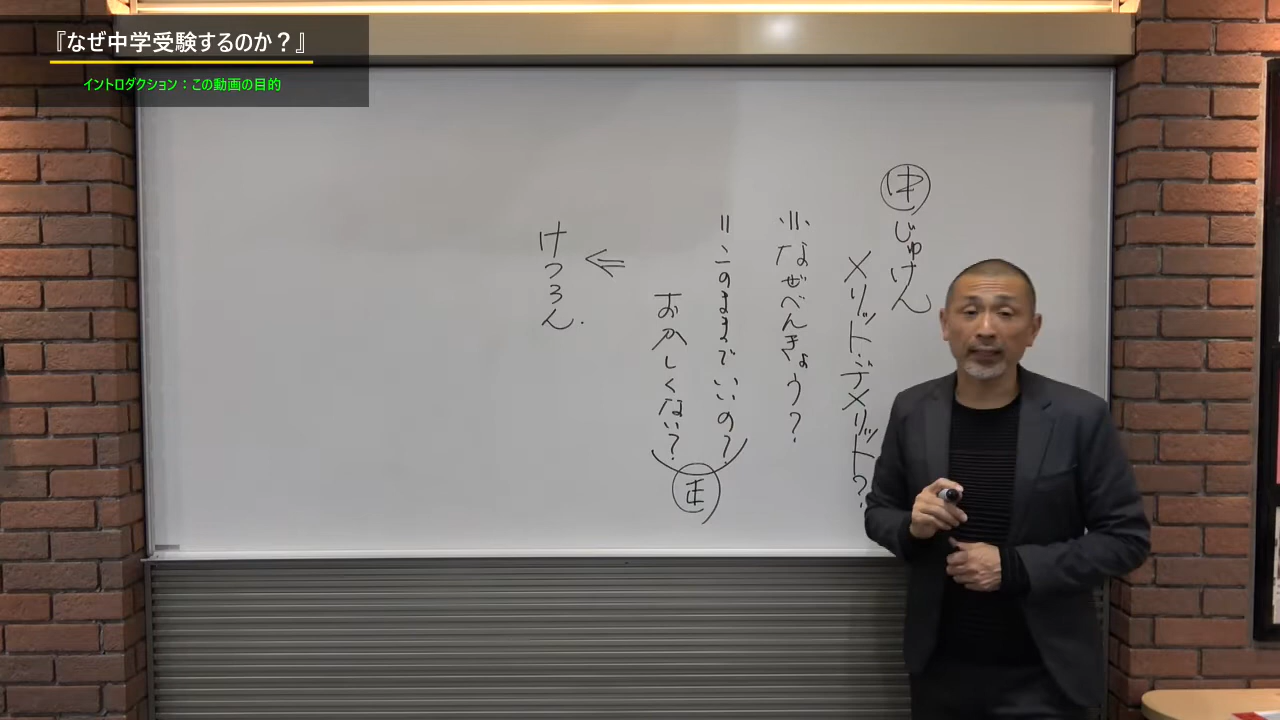 『なぜ中学受験するのか？』
イントロダクション：この動画の目的
中じゅけん
メリット・デメリット？
小なぜべんきょう？
＝このままでいいの？
おかしくない？
正
⇐
けつろん.